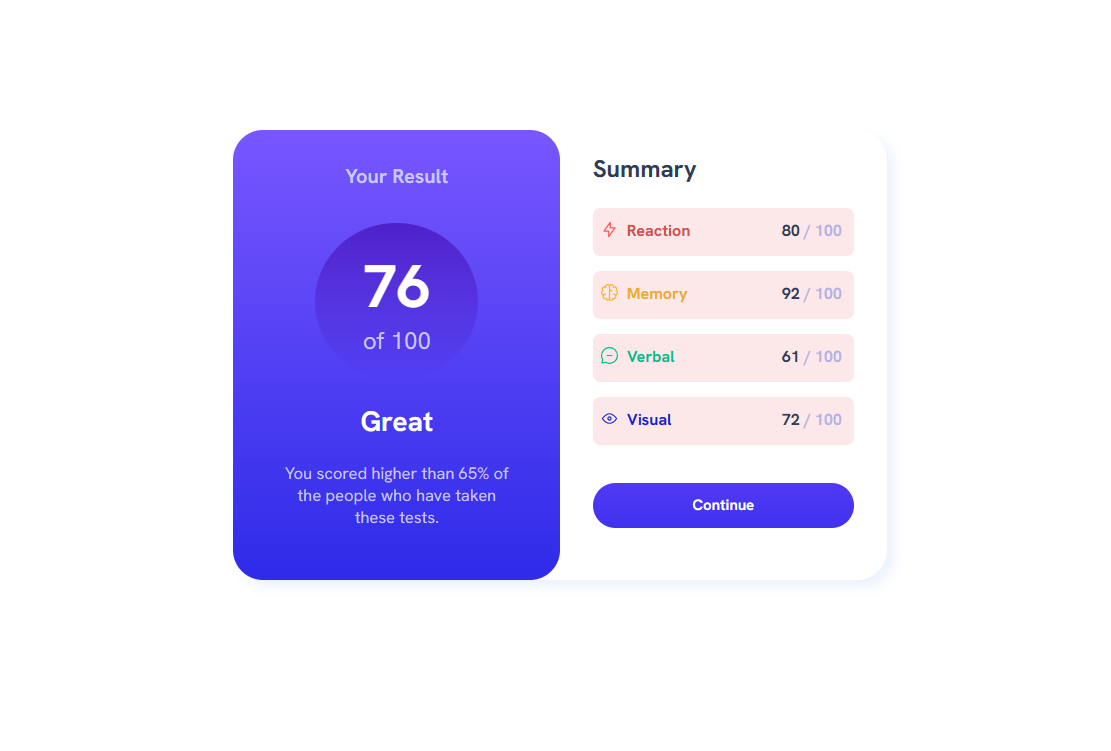 Your Result
76
of 100
Great
You scored higher than 65% of
the people who have taken
these tests.
Summary
Reaction 80 / 100
Memory 92 / 100
Verbal 61 / 100
Visual 72 / 100
Continue